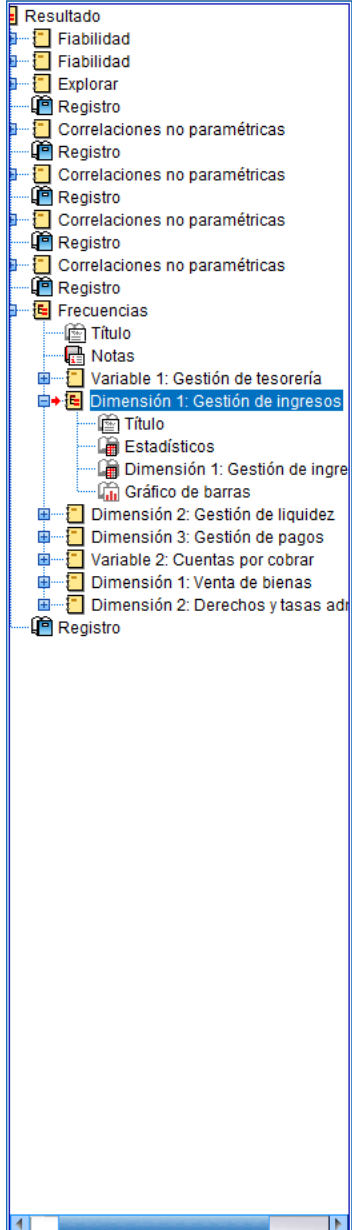 Resultado
Fiabilidad
Fiabilidad
Explorar
Registro
Correlaciones no paramétricas
Registro
Correlaciones no paramétricas
Registro
Correlaciones no paramétricas
Registro
Correlaciones no paramétricas
Registro
Frecuencias
Título
Notas
Variable 1: Gestión de tesorería
Dimensión 1: Gestión de ingresos
Título
Estadísticos
Dimensión 1: Gestión de ingre
Gráfico de barras
Dimensión 2: Gestión de liquidez
Dimensión 3: Gestión de pagos
Variable 2: Cuentas por cobrar
Dimensión 1: Venta de bienas
Dimensión 2: Derechos y tasas adr
Registro